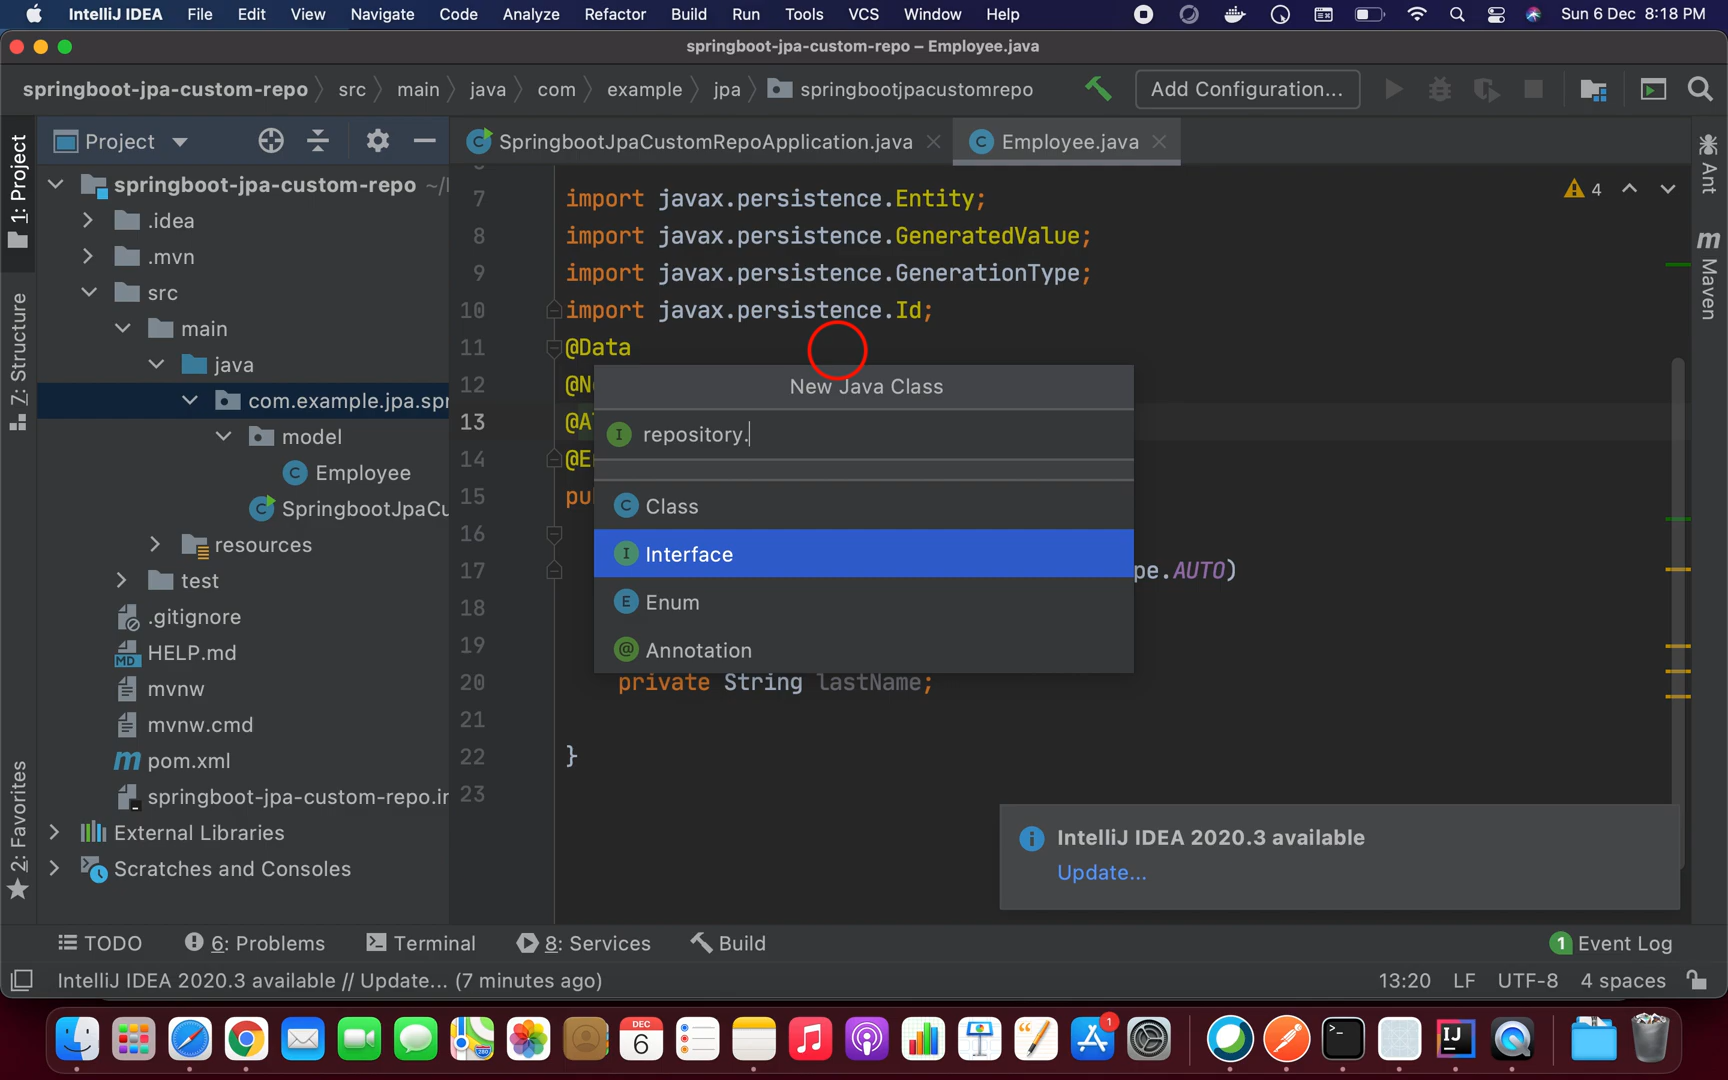 IntelliJ IDEA File Edit View Navigate Code Analyze Refactor Build Run Tools VCS Window Help Sun 6 Dec 8:18 PM
springboot-jpa-custom-repo – Employee.java
springboot-jpa-custom-repo src main java com example jpa springbootjpacustomrepo Add Configuration...
1: Project
Z: Structure
2: Favorites
Project
springboot-jpa-custom-repo ~/
.idea
.mvn
src
main
java
com.example.jpa.spr
model
Employee
SpringbootJpaCu
resources
test
.gitignore
HELP.md
mvnw
mvnw.cmd
pom.xml
springboot-jpa-custom-repo.ir
External Libraries
Scratches and Consoles
SpringbootJpaCustomRepoApplication.java Employee.java
4
7 import javax.persistence.Entity;
8 import javax.persistence.GeneratedValue;
9 import javax.persistence.GenerationType;
10 import javax.persistence.Id;
11 @Data
12 @N
13 @A
14 @E
15 pu
16
17 pe.AUTO)
18
19
20 private String lastName;
21
22 }
23
New Java Class
repository.
Class
Interface
Enum
Annotation
Ant
Maven
IntelliJ IDEA 2020.3 available
Update...
TODO 6: Problems Terminal 8: Services Build 1 Event Log
IntelliJ IDEA 2020.3 available // Update... (7 minutes ago) 13:20 LF UTF-8 4 spaces
DEC
6
1
IJ